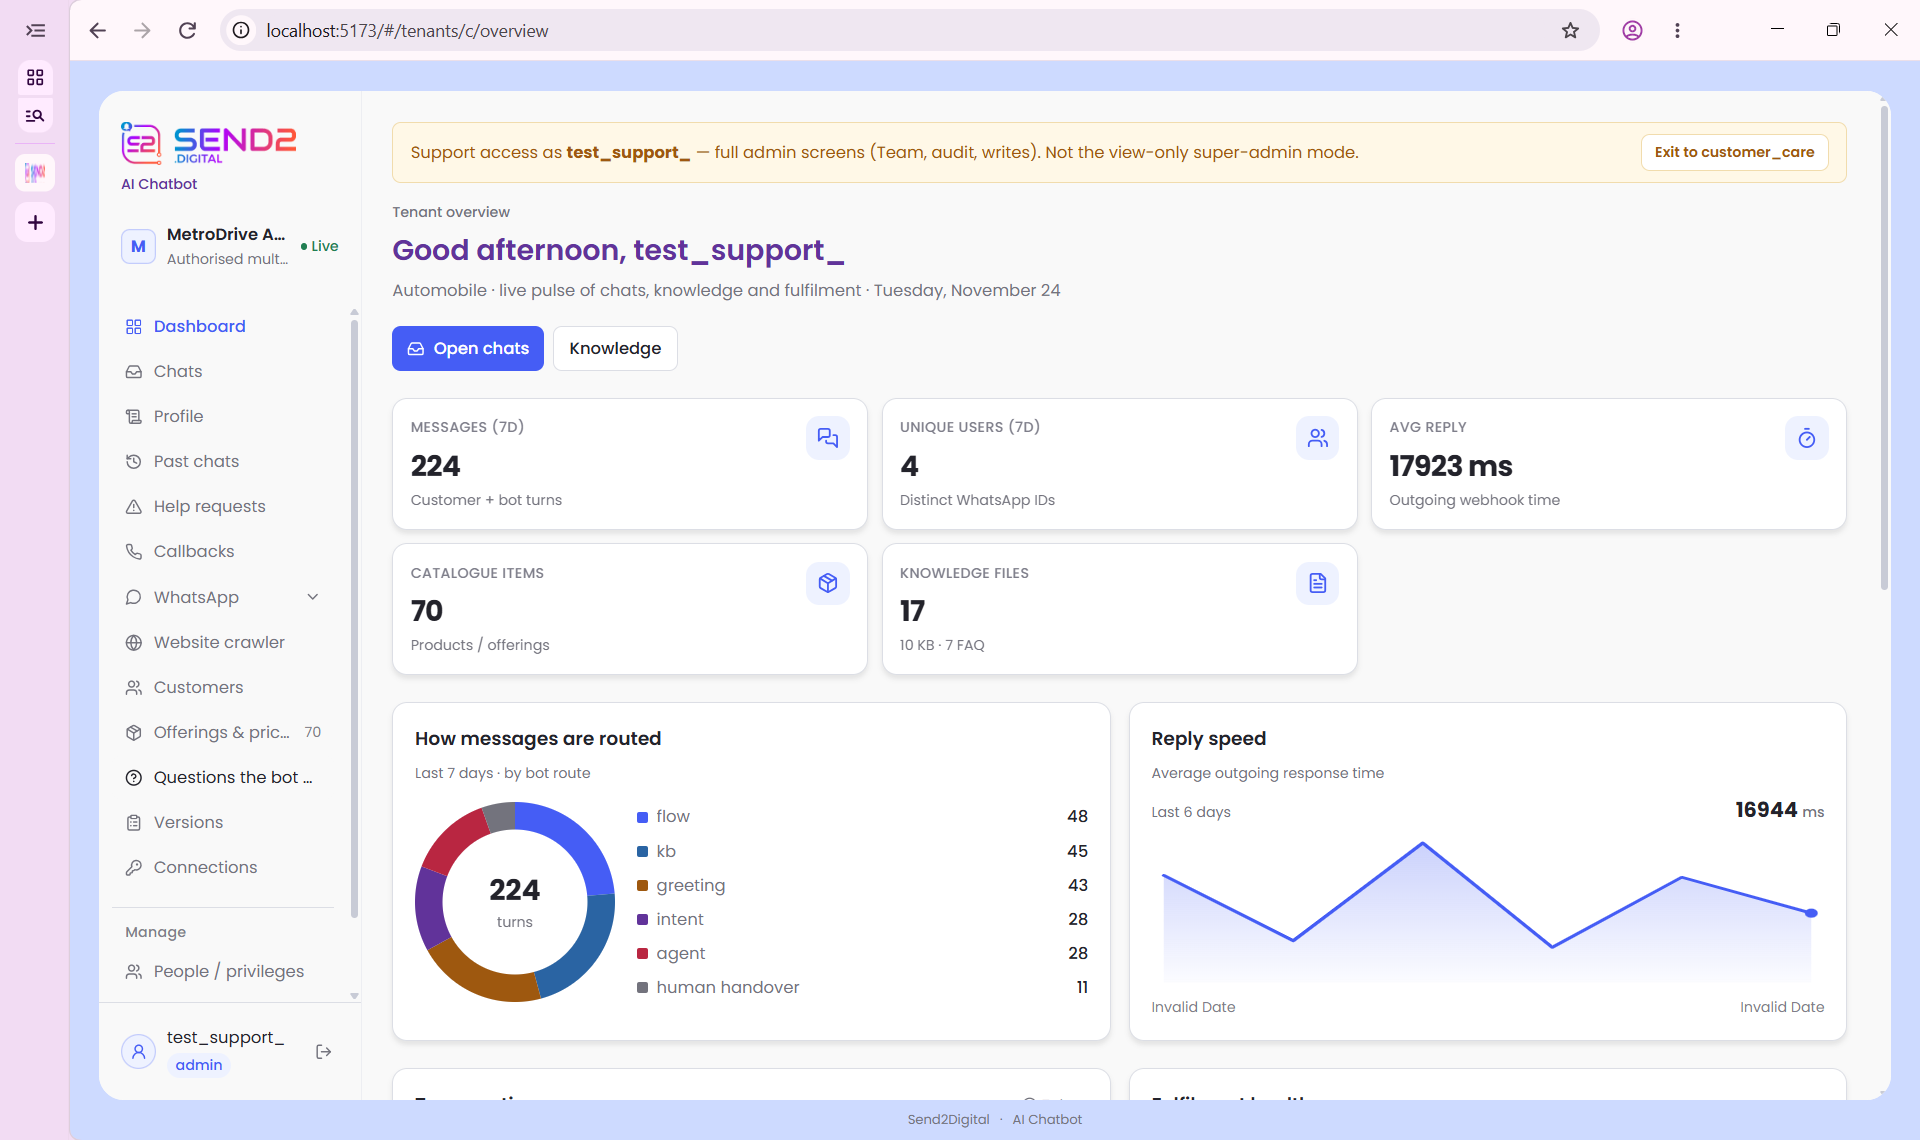 localhost:5173/#/tenants/c/overview
SEND2
.DIGITAL
AI Chatbot
M
MetroDrive A...
Authorised mult...
Live
Dashboard
Chats
Profile
Past chats
Help requests
Callbacks
WhatsApp
Website crawler
Customers
Offerings & pric... 70
Questions the bot ...
Versions
Connections
Manage
People / privileges
test_support_
admin
Support access as test_support_ — full admin screens (Team, audit, writes). Not the view-only super-admin mode.
Exit to customer_care
Tenant overview
Good afternoon, test_support_
Automobile · live pulse of chats, knowledge and fulfilment · Tuesday, November 24
Open chats
Knowledge
MESSAGES (7D)
224
Customer + bot turns
UNIQUE USERS (7D)
4
Distinct WhatsApp IDs
AVG REPLY
17923 ms
Outgoing webhook time
CATALOGUE ITEMS
70
Products / offerings
KNOWLEDGE FILES
17
10 KB · 7 FAQ
How messages are routed
Last 7 days · by bot route
224
turns
flow 48
kb 45
greeting 43
intent 28
agent 28
human handover 11
Reply speed
Average outgoing response time
Last 6 days
16944 ms
Invalid Date
Invalid Date
Send2Digital · AI Chatbot